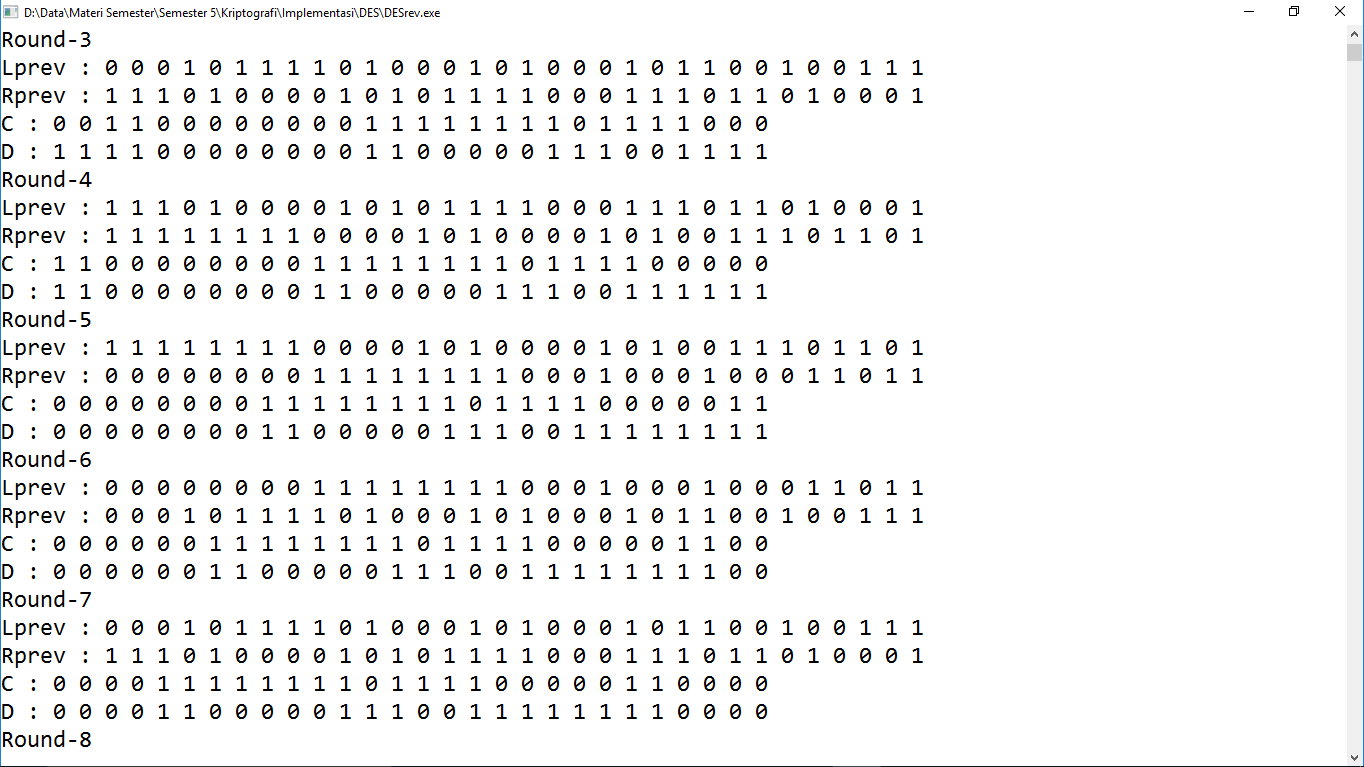 D:\Data\Materi Semester\Semester 5\Kriptografi\Implementasi\DES\DESrev.exe
Round-3
Lprev : 0 0 0 1 0 1 1 1 1 0 1 0 0 0 1 0 1 0 0 0 1 0 1 1 0 0 1 0 0 1 1 1
Rprev : 1 1 1 0 1 0 0 0 0 1 0 1 0 1 1 1 1 0 0 0 1 1 1 0 1 1 0 1 0 0 0 1
C : 0 0 1 1 0 0 0 0 0 0 0 0 1 1 1 1 1 1 1 1 0 1 1 1 1 0 0 0
D : 1 1 1 1 0 0 0 0 0 0 0 0 1 1 0 0 0 0 0 1 1 1 0 0 1 1 1 1
Round-4
Lprev : 1 1 1 0 1 0 0 0 0 1 0 1 0 1 1 1 1 0 0 0 1 1 1 0 1 1 0 1 0 0 0 1
Rprev : 1 1 1 1 1 1 1 1 0 0 0 0 1 0 1 0 0 0 0 1 0 1 0 0 1 1 1 0 1 1 0 1
C : 1 1 0 0 0 0 0 0 0 0 1 1 1 1 1 1 1 1 0 1 1 1 1 0 0 0 0 0
D : 1 1 0 0 0 0 0 0 0 0 1 1 0 0 0 0 0 1 1 1 0 0 1 1 1 1 1 1
Round-5
Lprev : 1 1 1 1 1 1 1 1 0 0 0 0 1 0 1 0 0 0 0 1 0 1 0 0 1 1 1 0 1 1 0 1
Rprev : 0 0 0 0 0 0 0 0 1 1 1 1 1 1 1 1 0 0 0 1 0 0 0 1 0 0 0 1 1 0 1 1
C : 0 0 0 0 0 0 0 0 1 1 1 1 1 1 1 1 0 1 1 1 1 0 0 0 0 0 1 1
D : 0 0 0 0 0 0 0 0 1 1 0 0 0 0 0 1 1 1 0 0 1 1 1 1 1 1 1 1
Round-6
Lprev : 0 0 0 0 0 0 0 0 1 1 1 1 1 1 1 1 0 0 0 1 0 0 0 1 0 0 0 1 1 0 1 1
Rprev : 0 0 0 1 0 1 1 1 1 0 1 0 0 0 1 0 1 0 0 0 1 0 1 1 0 0 1 0 0 1 1 1
C : 0 0 0 0 0 0 1 1 1 1 1 1 1 1 0 1 1 1 1 0 0 0 0 0 1 1 0 0
D : 0 0 0 0 0 0 1 1 0 0 0 0 0 1 1 1 0 0 1 1 1 1 1 1 1 1 0 0
Round-7
Lprev : 0 0 0 1 0 1 1 1 1 0 1 0 0 0 1 0 1 0 0 0 1 0 1 1 0 0 1 0 0 1 1 1
Rprev : 1 1 1 0 1 0 0 0 0 1 0 1 0 1 1 1 1 0 0 0 1 1 1 0 1 1 0 1 0 0 0 1
C : 0 0 0 0 1 1 1 1 1 1 1 1 0 1 1 1 1 0 0 0 0 0 1 1 0 0 0 0
D : 0 0 0 0 1 1 0 0 0 0 0 1 1 1 0 0 1 1 1 1 1 1 1 1 0 0 0 0
Round-8